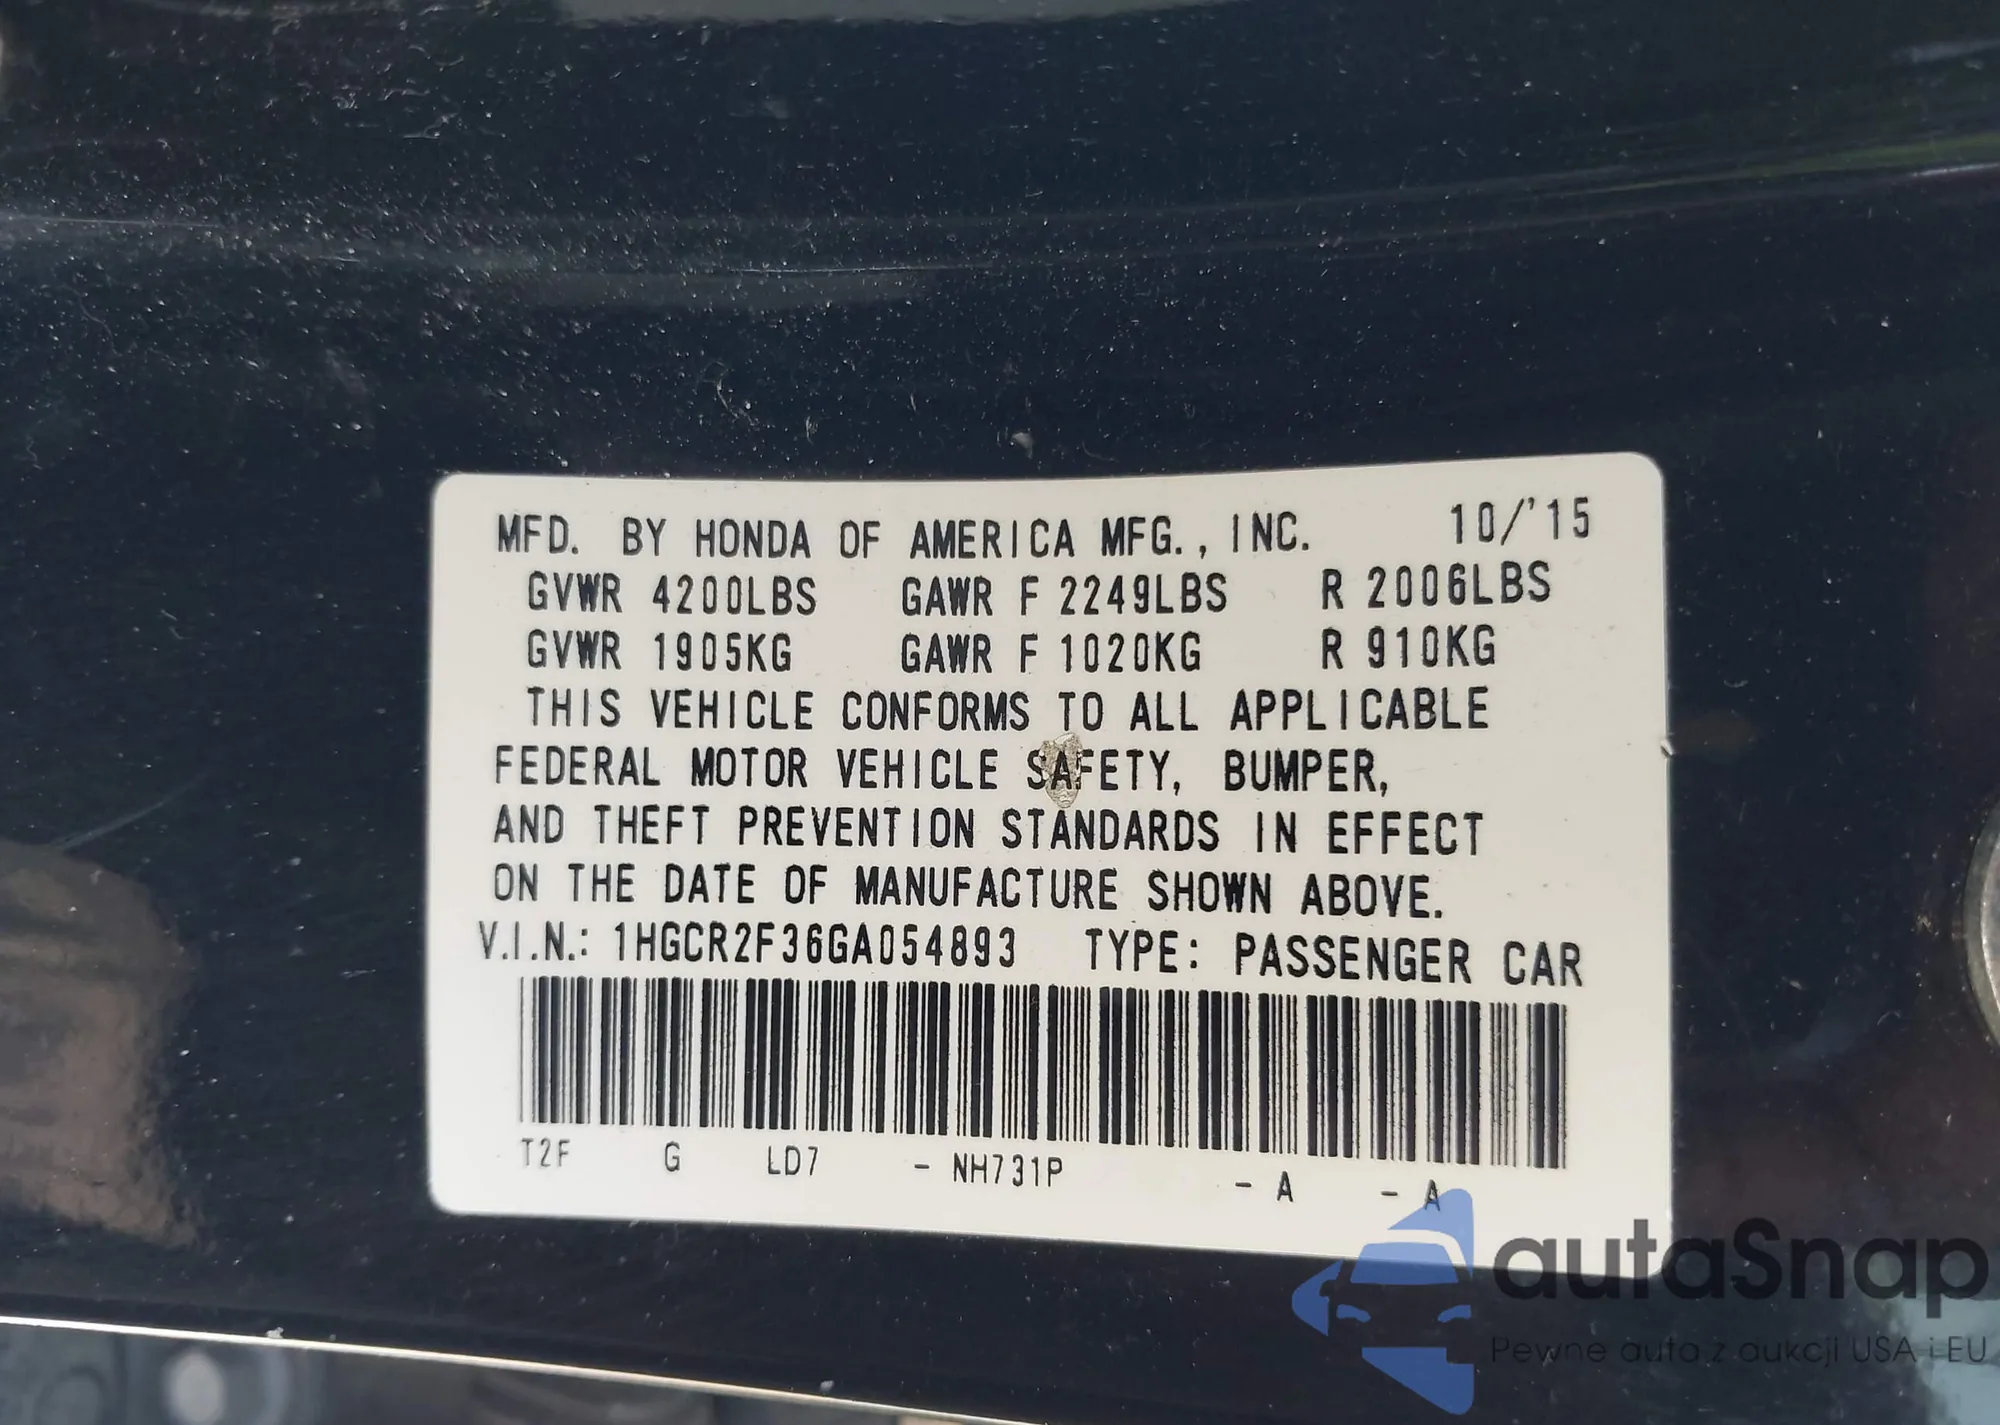 MFD. BY HONDA OF AMERICA MFG., INC. 10/'15
GVWR 4200LBS GAWR F 2249LBS R 2006LBS
GVWR 1905KG GAWR F 1020KG R 910KG
THIS VEHICLE CONFORMS TO ALL APPLICABLE
FEDERAL MOTOR VEHICLE SAFETY, BUMPER,
AND THEFT PREVENTION STANDARDS IN EFFECT
ON THE DATE OF MANUFACTURE SHOWN ABOVE.
V.I.N.: 1HGCR2F36GA054893 TYPE: PASSENGER CAR
T2F G LD7 - NH731P - A - A
autaSnap
Pewne auta z aukcji USA i EU